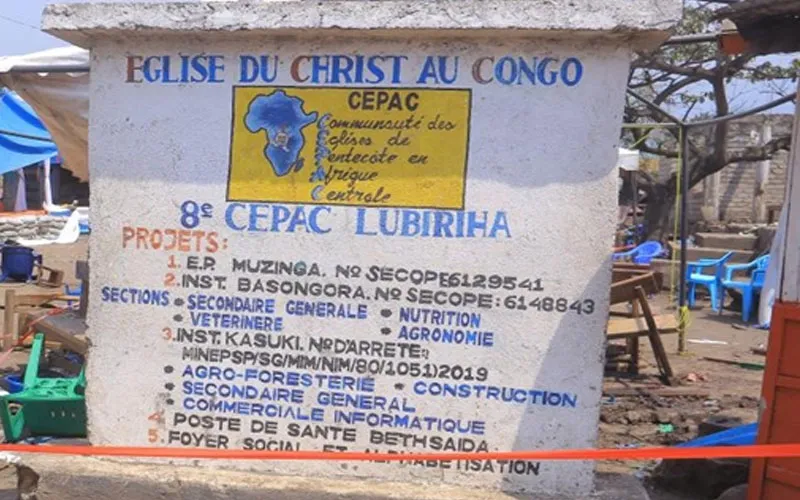 EGLISE DU CHRIST AU CONGO
CEPAC
Communauté des
Eglises de
Pentecôte en
Afrique
Centrale
8e CEPAC LUBIRIHA
PROJETS:
1. E.P. MUZINGA. NO SECOPE6129541
2. INST. BASONGORA. NO SECOPE: 6148843
SECTIONS • SECONDAIRE GENERALE • NUTRITION
• VETERINERE • AGRONOMIE
3. INST. KASUKI. NO D'ARRETE:
MINEPSP/SG/MIM/NIM/80/1051)2019
• AGRO-FORESTERIE • CONSTRUCTION
• SECONDAIRE GENERAL
• COMMERCIALE INFORMATIQUE
4. POSTE DE SANTE BETHSAIDA
5. FOYER SOCIAL ET ALPHABETISATION